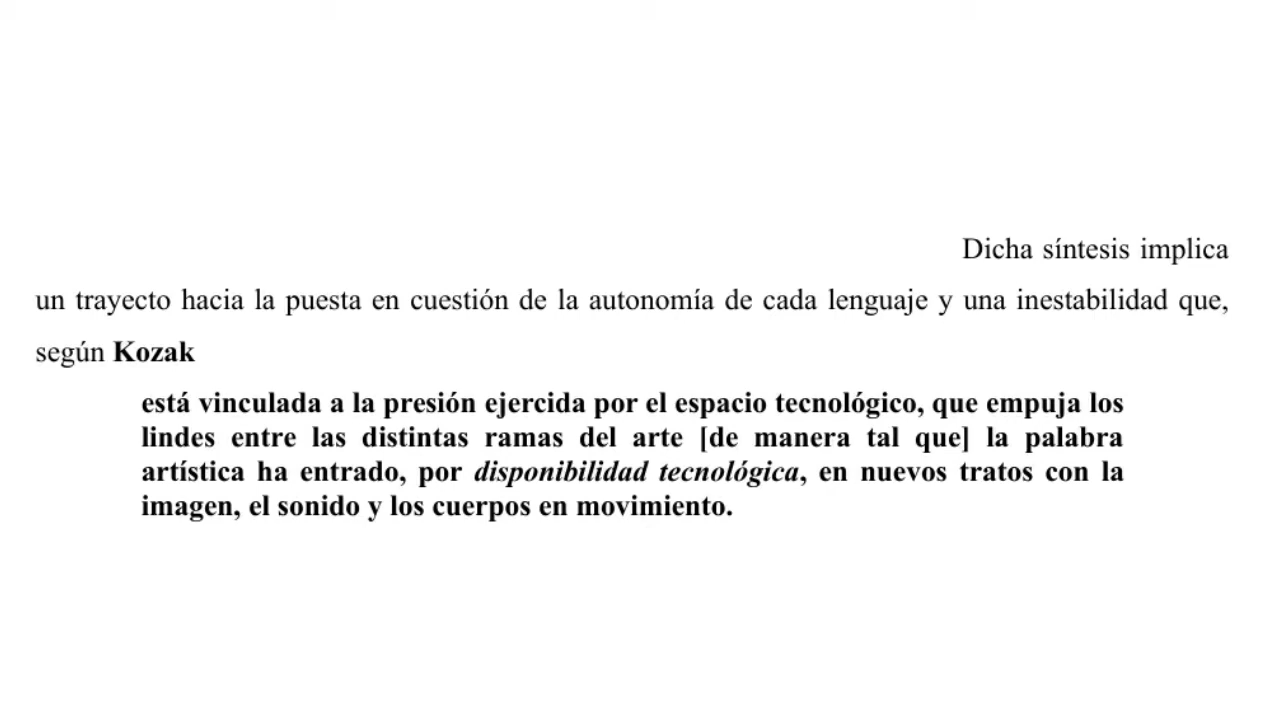 Dicha síntesis implica
un trayecto hacia la puesta en cuestión de la autonomía de cada lenguaje y una inestabilidad que,
según Kozak
está vinculada a la presión ejercida por el espacio tecnológico, que empuja los
lindes entre las distintas ramas del arte [de manera tal que] la palabra
artística ha entrado, por disponibilidad tecnológica, en nuevos tratos con la
imagen, el sonido y los cuerpos en movimiento.